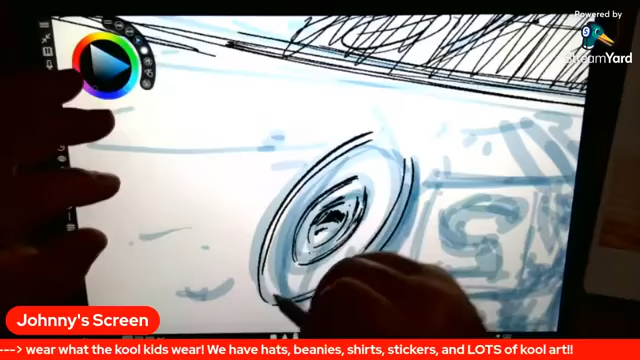 Powered by
StreamYard
Johnny's Screen
---> wear what the kool kids wear! We have hats, beanies, shirts, stickers, and LOTS of kool art!!